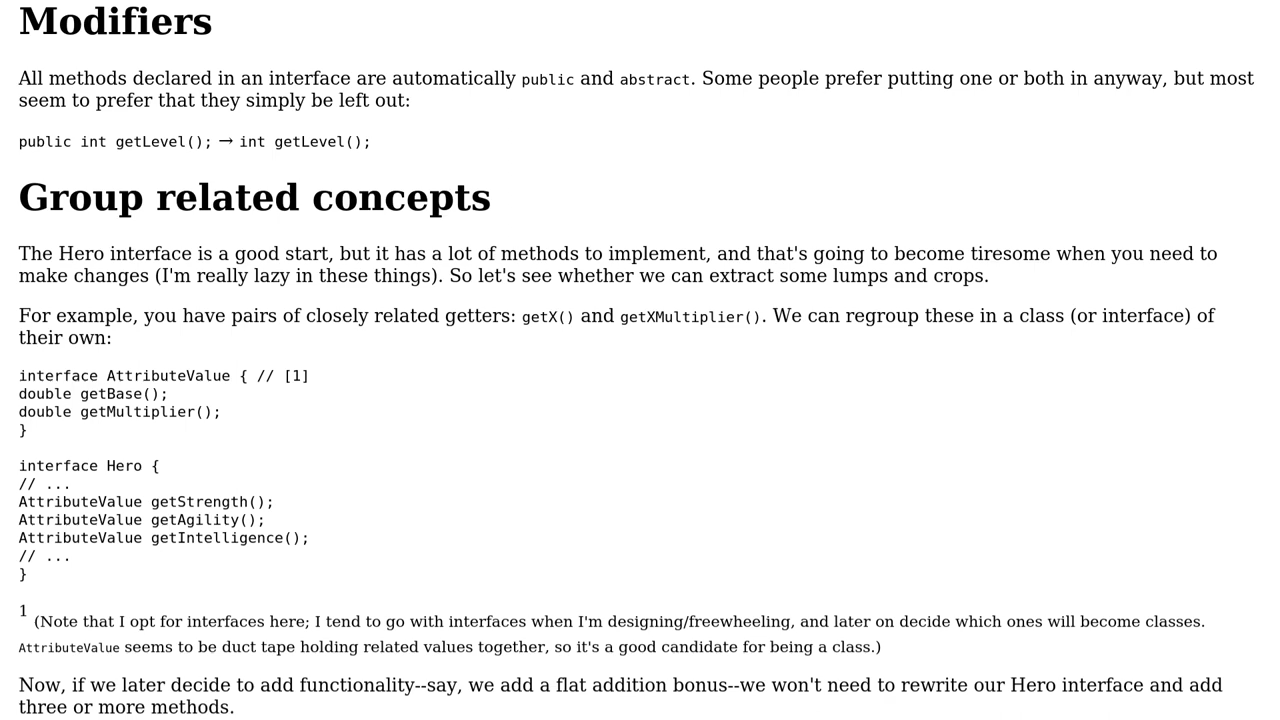 Modifiers
All methods declared in an interface are automatically public and abstract. Some people prefer putting one or both in anyway, but most
seem to prefer that they simply be left out:
public int getLevel(); → int getLevel();
Group related concepts
The Hero interface is a good start, but it has a lot of methods to implement, and that's going to become tiresome when you need to
make changes (I'm really lazy in these things). So let's see whether we can extract some lumps and crops.
For example, you have pairs of closely related getters: getX() and getXMultiplier(). We can regroup these in a class (or interface) of
their own:
interface AttributeValue { // [1]
double getBase();
double getMultiplier();
}
interface Hero {
// ...
AttributeValue getStrength();
AttributeValue getAgility();
AttributeValue getIntelligence();
// ...
}
1 (Note that I opt for interfaces here; I tend to go with interfaces when I'm designing/freewheeling, and later on decide which ones will become classes.
AttributeValue seems to be duct tape holding related values together, so it's a good candidate for being a class.)
Now, if we later decide to add functionality--say, we add a flat addition bonus--we won't need to rewrite our Hero interface and add
three or more methods.